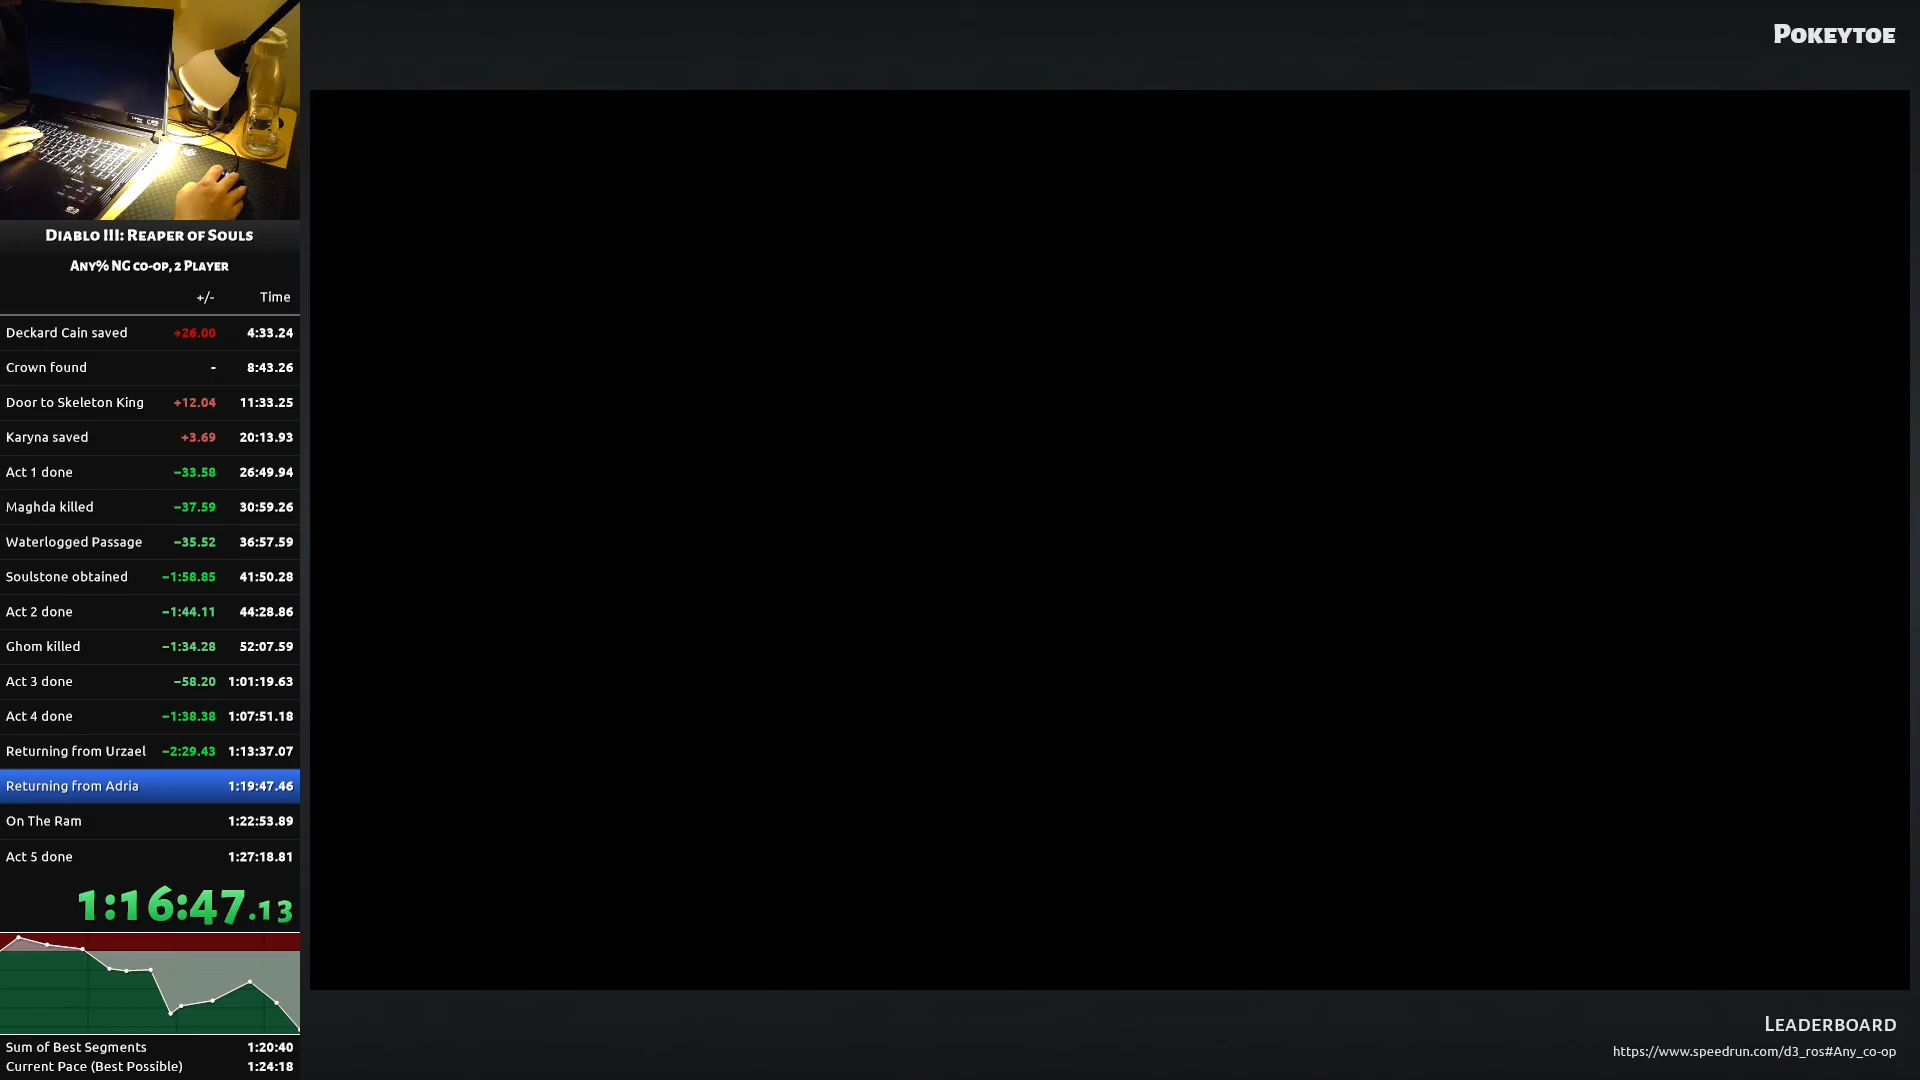 POKEYTOE
DIABLO III: REAPER OF SOULS
ANY% NG CO-OP, 2 PLAYER
+/- Time
Deckard Cain saved +26.00 4:33.24
Crown found - 8:43.26
Door to Skeleton King +12.04 11:33.25
Karyna saved +3.69 20:13.93
Act 1 done −33.58 26:49.94
Maghda killed −37.59 30:59.26
Waterlogged Passage −35.52 36:57.59
Soulstone obtained −1:58.85 41:50.28
Act 2 done −1:44.11 44:28.86
Ghom killed −1:34.28 52:07.59
Act 3 done −58.20 1:01:19.63
Act 4 done −1:38.38 1:07:51.18
Returning from Urzael −2:29.43 1:13:37.07
Returning from Adria 1:19:47.46
On The Ram 1:22:53.89
Act 5 done 1:27:18.81
1:16:47.13
Sum of Best Segments 1:20:40
Current Pace (Best Possible) 1:24:18
LEADERBOARD
https://www.speedrun.com/d3_ros#Any_co-op